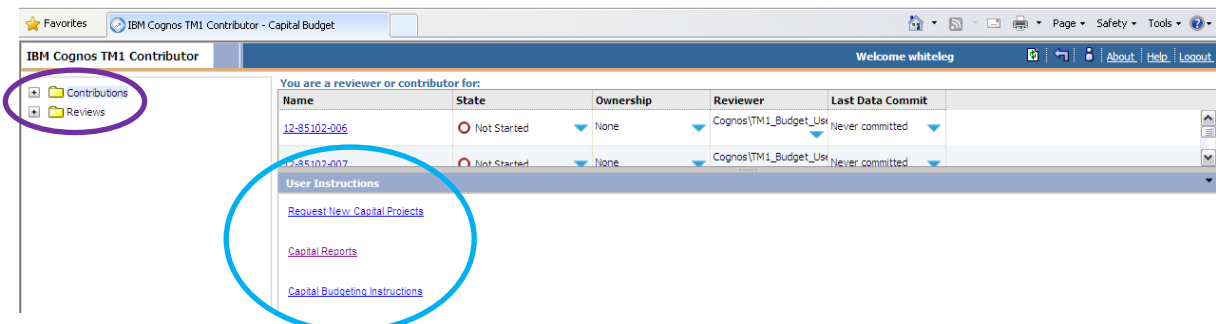 Favorites IBM Cognos TM1 Contributor - Capital Budget Page Safety Tools
IBM Cognos TM1 Contributor Welcome whiteleg About Help Logout
Contributions
Reviews
You are a reviewer or contributor for:
Name State Ownership Reviewer Last Data Commit
12-85102-006 Not Started None Cognos\TM1_Budget_Use Never committed
12-85102-007 Not Started None Cognos\TM1_Budget_Use Never committed
User Instructions
Request New Capital Projects
Capital Reports
Capital Budgeting Instructions